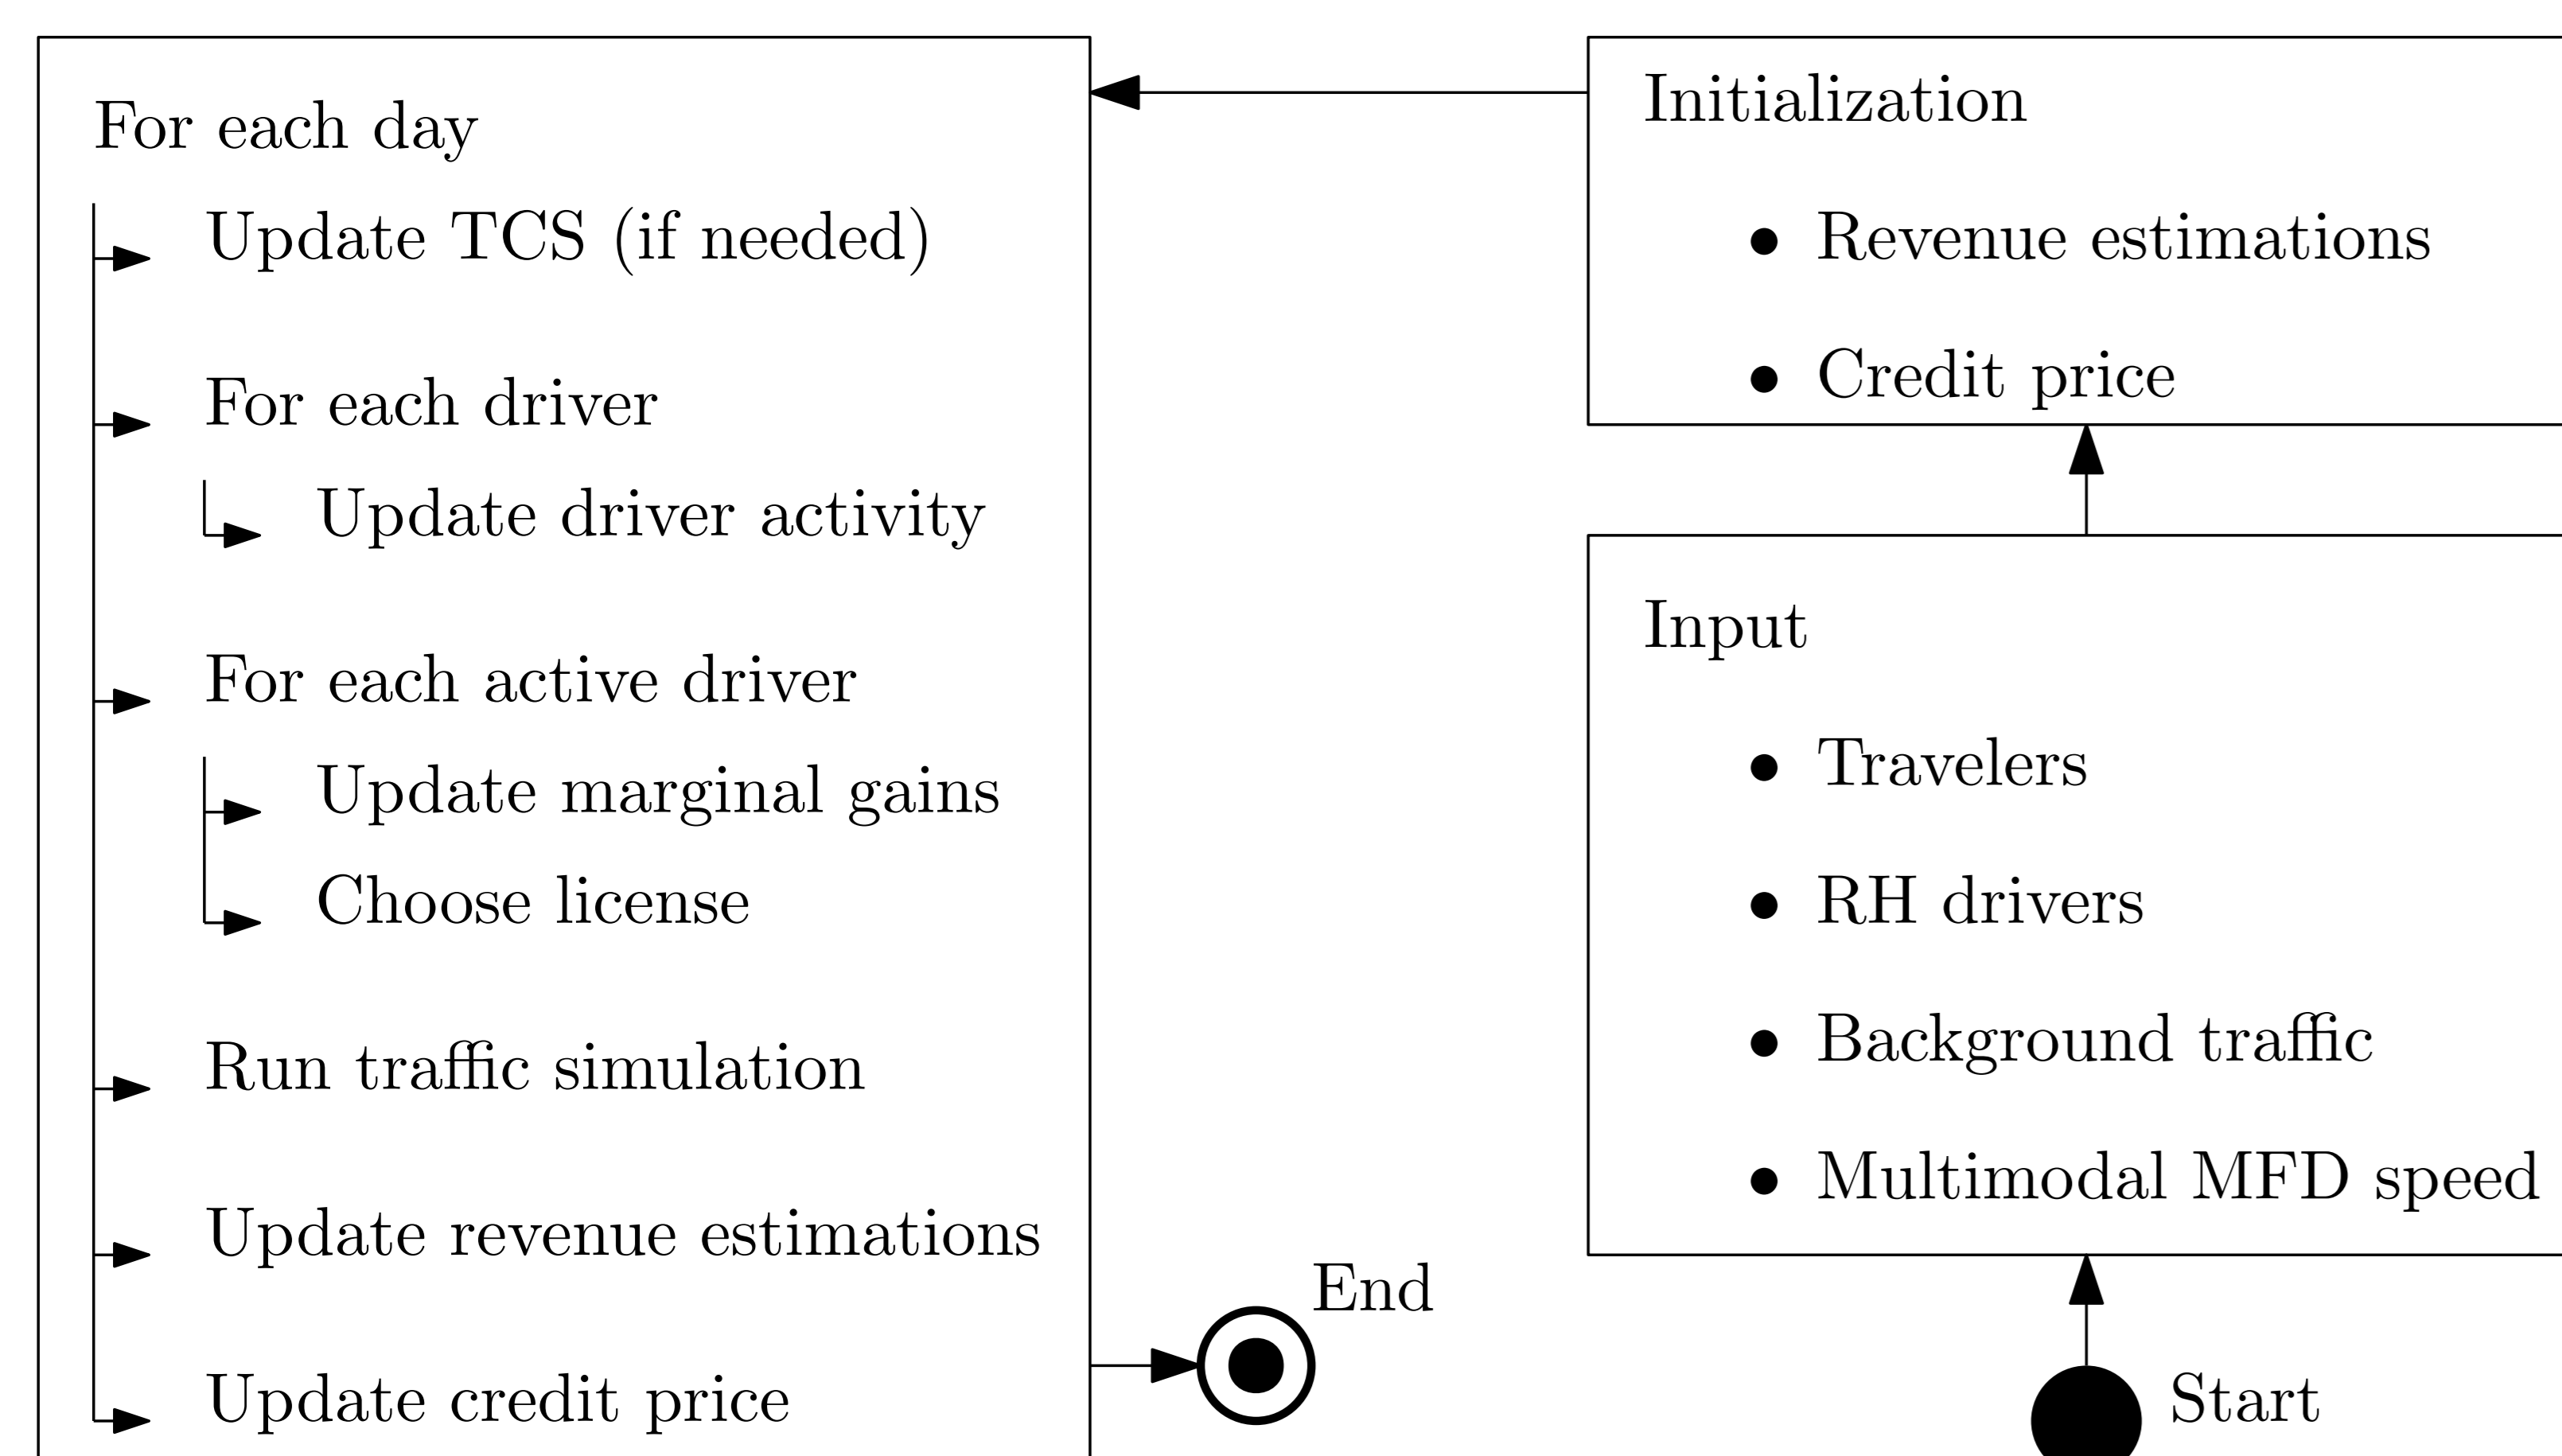 For each day
Update TCS (if needed)
For each driver
Update driver activity
For each active driver
Update marginal gains
Choose license
Run traffic simulation
Update revenue estimations
Update credit price
End
Initialization
• Revenue estimations
• Credit price
Input
• Travelers
• RH drivers
• Background traffic
• Multimodal MFD speed
Start